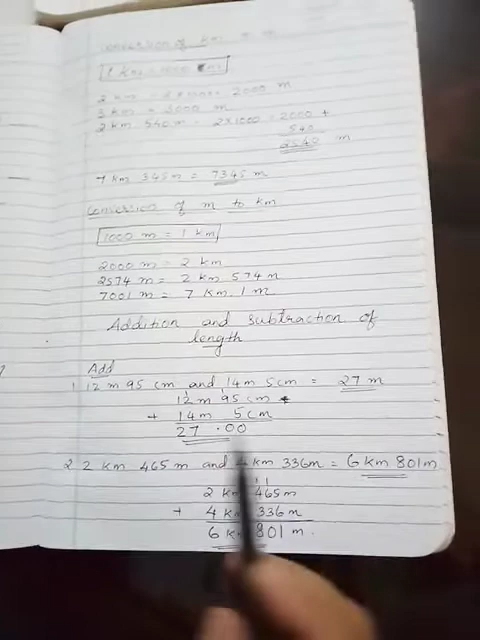 Conversion of km to m
1 km = 1000 m
2 km = 2 x 1000 = 2000 m
3 km = 3000 m
2 km 540 m = 2x1000 = 2000 +
540
2540 m
7 km 345 m = 7345 m
Conversion of m to km
1000 m = 1 km
2000 m = 2 km
2574 m = 2 km 574 m
7001 m = 7 km 1 m
Addition and subtraction of
length
Add
1 12 m 95 cm and 14 m 5 cm = 27 m
12 m 95 cm
+ 14 m 5 cm
27 . 00
2 2 km 465 m and 4 km 336 m = 6 km 801 m
1 1
2 km 465 m
+ 4 km 336 m
6 km 801 m.